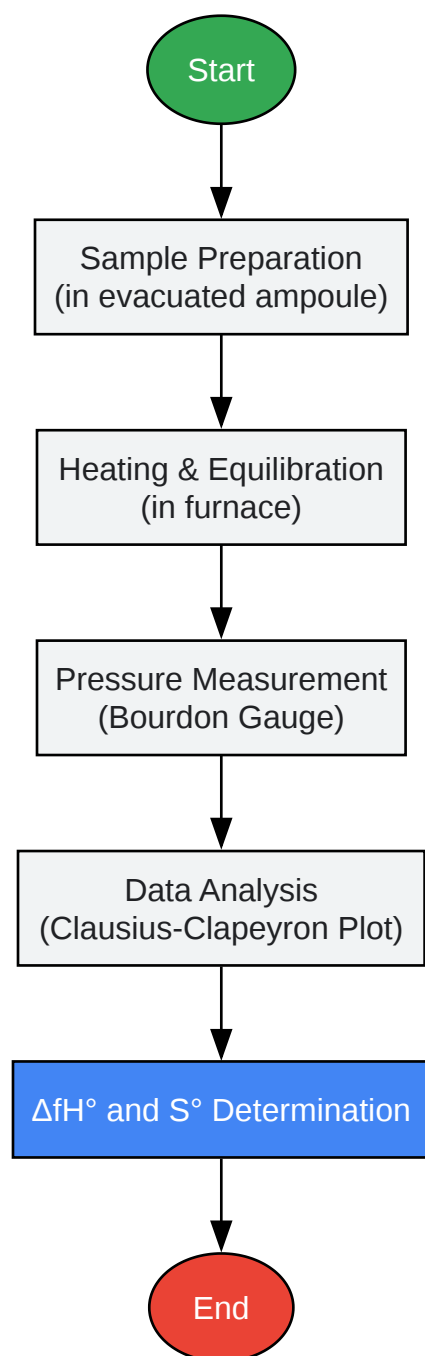 Start
Sample Preparation
(in evacuated ampoule)
Heating & Equilibration
(in furnace)
Pressure Measurement
(Bourdon Gauge)
Data Analysis
(Clausius-Clapeyron Plot)
ΔfH° and S° Determination
End